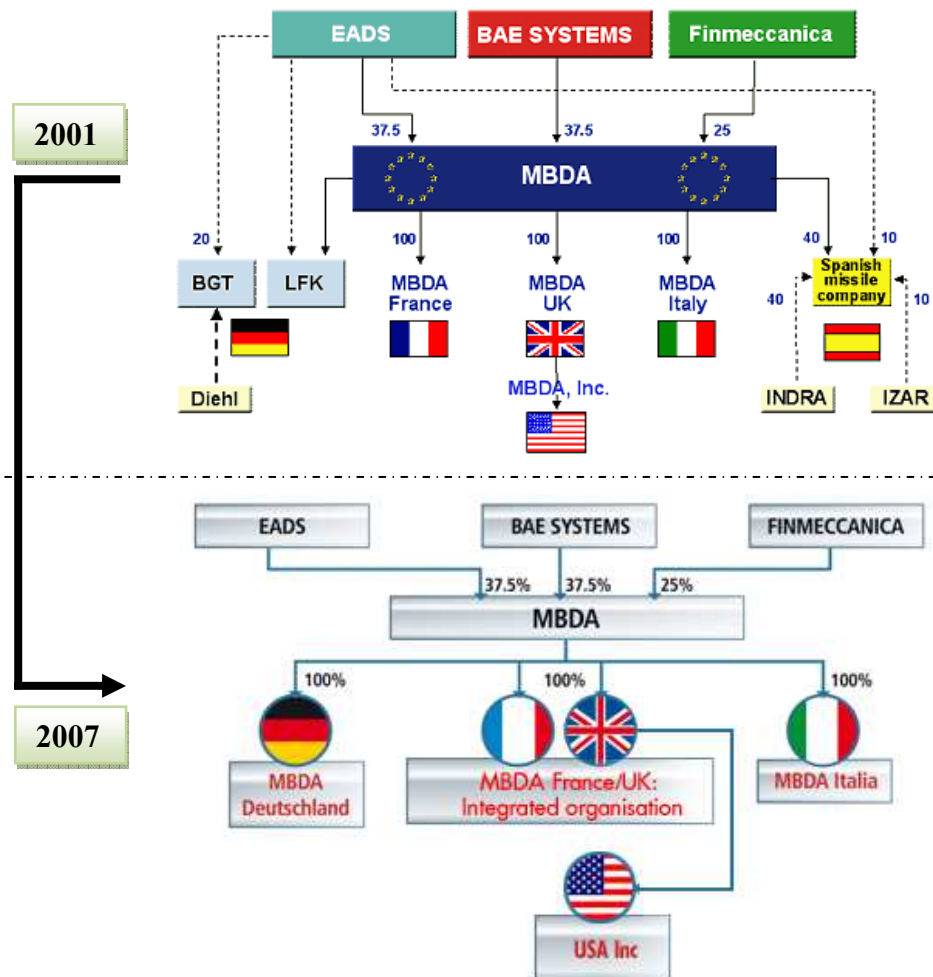 EADS
BAE SYSTEMS
Finmeccanica
2001
37.5
37.5
25
MBDA
20
100
100
100
40
10
BGT
LFK
MBDA
France
MBDA
UK
MBDA
Italy
Spanish
missile
company
40
10
Diehl
MBDA, Inc.
INDRA
IZAR
EADS
BAE SYSTEMS
FINMECCANICA
37.5%
37.5%
25%
MBDA
100%
100%
100%
2007
MBDA
Deutschland
MBDA France/UK:
Integrated organisation
MBDA Italia
USA Inc